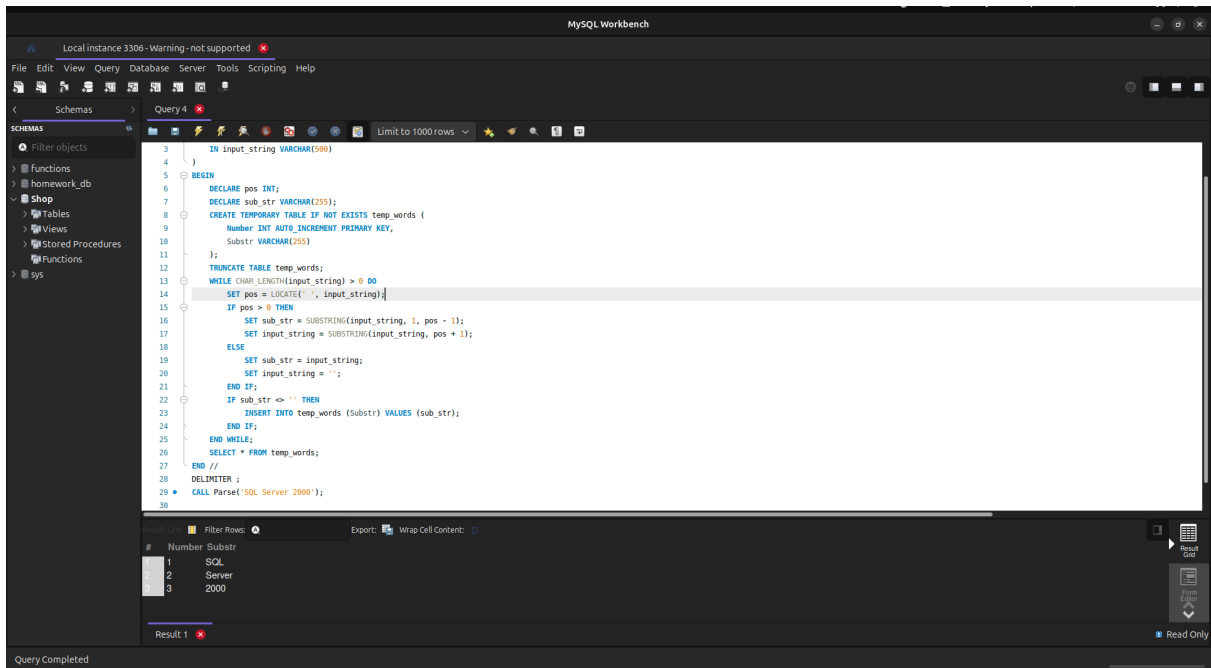 MySQL Workbench
Local instance 3306 - Warning - not supported
File Edit View Query Database Server Tools Scripting Help
Schemas
Query 4
SCHEMAS
Limit to 1000 rows
Filter objects
functions
homework_db
Shop
Tables
Views
Stored Procedures
Functions
sys
3 IN input_string VARCHAR(500)
4 )
5 BEGIN
6 DECLARE pos INT;
7 DECLARE sub_str VARCHAR(255);
8 CREATE TEMPORARY TABLE IF NOT EXISTS temp_words (
9 Number INT AUTO_INCREMENT PRIMARY KEY,
10 Substr VARCHAR(255)
11 );
12 TRUNCATE TABLE temp_words;
13 WHILE CHAR_LENGTH(input_string) > 0 DO
14 SET pos = LOCATE(' ', input_string);
15 IF pos > 0 THEN
16 SET sub_str = SUBSTRING(input_string, 1, pos - 1);
17 SET input_string = SUBSTRING(input_string, pos + 1);
18 ELSE
19 SET sub_str = input_string;
20 SET input_string = '';
21 END IF;
22 IF sub_str <> '' THEN
23 INSERT INTO temp_words (Substr) VALUES (sub_str);
24 END IF;
25 END WHILE;
26 SELECT * FROM temp_words;
27 END //
28 DELIMITER ;
29 CALL Parse('SQL Server 2000');
30
Result Grid Filter Rows: Export: Wrap Cell Content:
# Number Substr
1 1 SQL
2 2 Server
3 3 2000
Result Grid
Form Editor
Result 1
Read Only
Query Completed